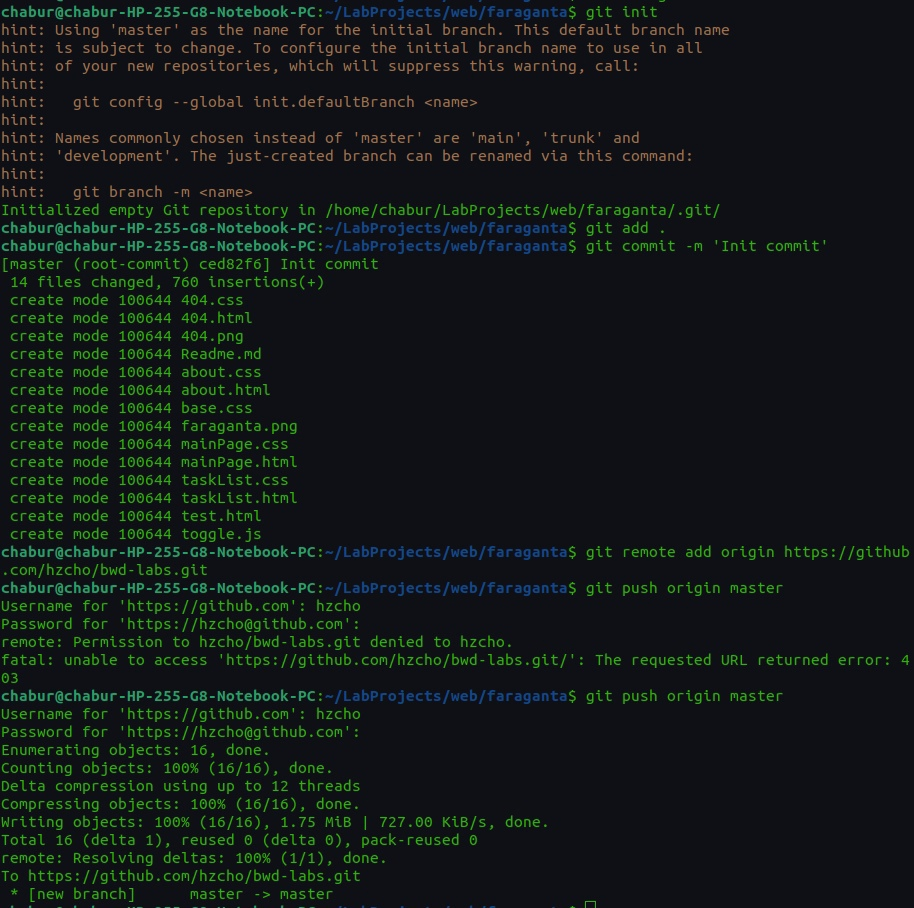 chabur@chabur-HP-255-G8-Notebook-PC:~/LabProjects/web/faraganta$ git init
hint: Using 'master' as the name for the initial branch. This default branch name
hint: is subject to change. To configure the initial branch name to use in all
hint: of your new repositories, which will suppress this warning, call:
hint:
hint:   git config --global init.defaultBranch <name>
hint:
hint: Names commonly chosen instead of 'master' are 'main', 'trunk' and
hint: 'development'. The just-created branch can be renamed via this command:
hint:
hint:   git branch -m <name>
Initialized empty Git repository in /home/chabur/LabProjects/web/faraganta/.git/
chabur@chabur-HP-255-G8-Notebook-PC:~/LabProjects/web/faraganta$ git add .
chabur@chabur-HP-255-G8-Notebook-PC:~/LabProjects/web/faraganta$ git commit -m 'Init commit'
[master (root-commit) ced82f6] Init commit
 14 files changed, 760 insertions(+)
 create mode 100644 404.css
 create mode 100644 404.html
 create mode 100644 404.png
 create mode 100644 Readme.md
 create mode 100644 about.css
 create mode 100644 about.html
 create mode 100644 base.css
 create mode 100644 faraganta.png
 create mode 100644 mainPage.css
 create mode 100644 mainPage.html
 create mode 100644 taskList.css
 create mode 100644 taskList.html
 create mode 100644 test.html
 create mode 100644 toggle.js
chabur@chabur-HP-255-G8-Notebook-PC:~/LabProjects/web/faraganta$ git remote add origin https://github
.com/hzcho/bwd-labs.git
chabur@chabur-HP-255-G8-Notebook-PC:~/LabProjects/web/faraganta$ git push origin master
Username for 'https://github.com': hzcho
Password for 'https://hzcho@github.com':
remote: Permission to hzcho/bwd-labs.git denied to hzcho.
fatal: unable to access 'https://github.com/hzcho/bwd-labs.git/': The requested URL returned error: 4
03
chabur@chabur-HP-255-G8-Notebook-PC:~/LabProjects/web/faraganta$ git push origin master
Username for 'https://github.com': hzcho
Password for 'https://hzcho@github.com':
Enumerating objects: 16, done.
Counting objects: 100% (16/16), done.
Delta compression using up to 12 threads
Compressing objects: 100% (16/16), done.
Writing objects: 100% (16/16), 1.75 MiB | 727.00 KiB/s, done.
Total 16 (delta 1), reused 0 (delta 0), pack-reused 0
remote: Resolving deltas: 100% (1/1), done.
To https://github.com/hzcho/bwd-labs.git
 * [new branch]      master -> master